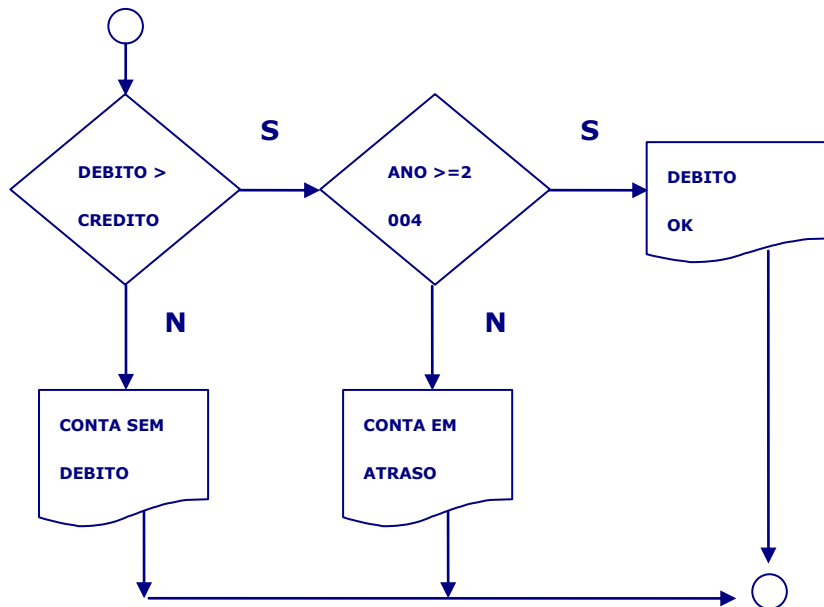 S
S
DEBITO >
CREDITO
ANO >=2
004
DEBITO
OK
N
N
CONTA SEM
DEBITO
CONTA EM
ATRASO